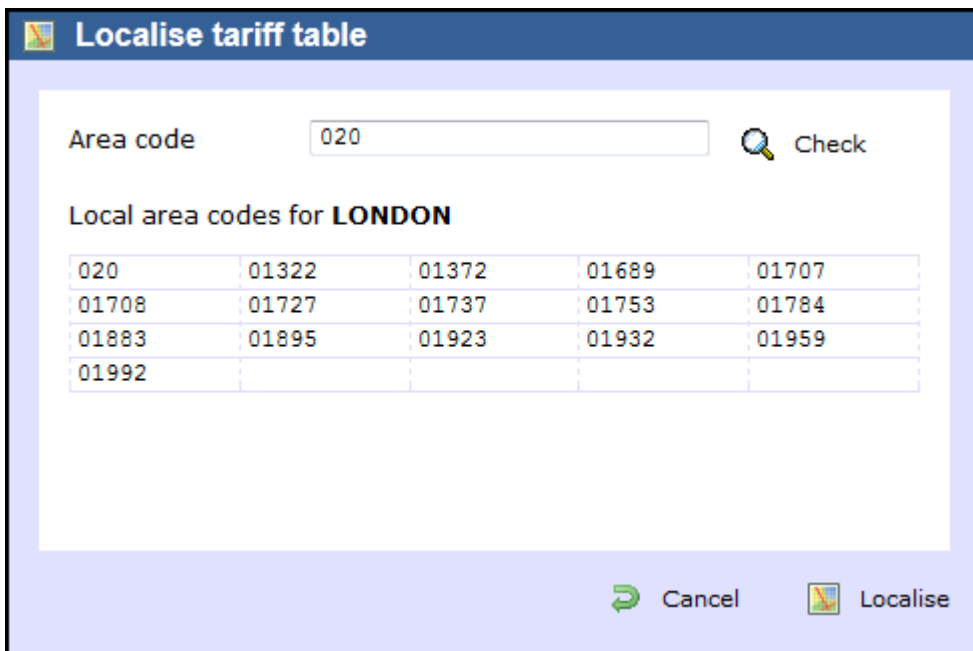 Localise tariff table
Area code 020 Check
Local area codes for LONDON
020 01322 01372 01689 01707
01708 01727 01737 01753 01784
01883 01895 01923 01932 01959
01992
Cancel Localise